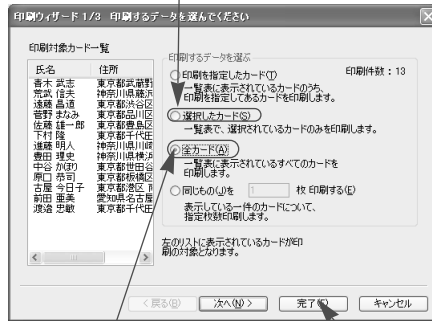 印刷ウィザード 1/3 印刷するデータを選んでください
印刷対象カード一覧
氏名 住所
青木 武志 東京都武蔵野
荒武 信夫 神奈川県藤沢
遠藤 昌道 東京都渋谷区
菅野 まなみ 東京都品川区
佐藤 雄一郎 東京都豊島区
下村 隆 東京都千代田
進藤 明人 神奈川県川崎
豊田 理史 神奈川県横浜
中谷 かおり 東京都世田谷
原口 恭司 東京都板橋区
古屋 今日子 東京都港区
前田 亜美 愛知県名古屋
渡辺 忠敏 東京都千代田
印刷するデータを選ぶ
印刷を指定したカード(T) 印刷件数 : 13
一覧表に表示されているカードのうち、
印刷を指定してあるカードを印刷します。
選択したカード(S)
一覧表で、選択されているカードのみを印刷します。
全カード(A)
一覧表に表示されているすべてのカードを
印刷します。
同じもの(J)を 1 枚 印刷する(E)
表示している一件のカードについて、
指定枚数印刷します。
左のリストに表示されているカードが印
刷の対象となります。
< 戻る(B) 次へ(N) > 完了 キャンセル